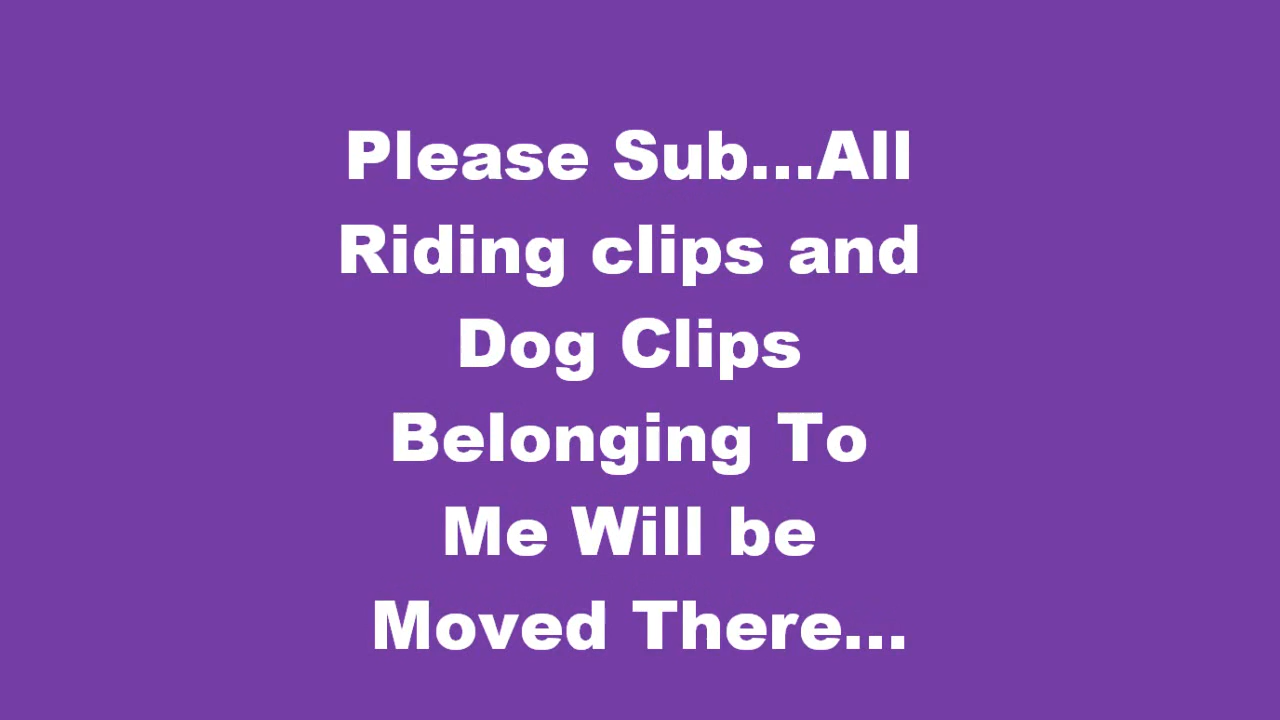 Please Sub...All
Riding clips and
Dog Clips
Belonging To
Me Will be
Moved There...